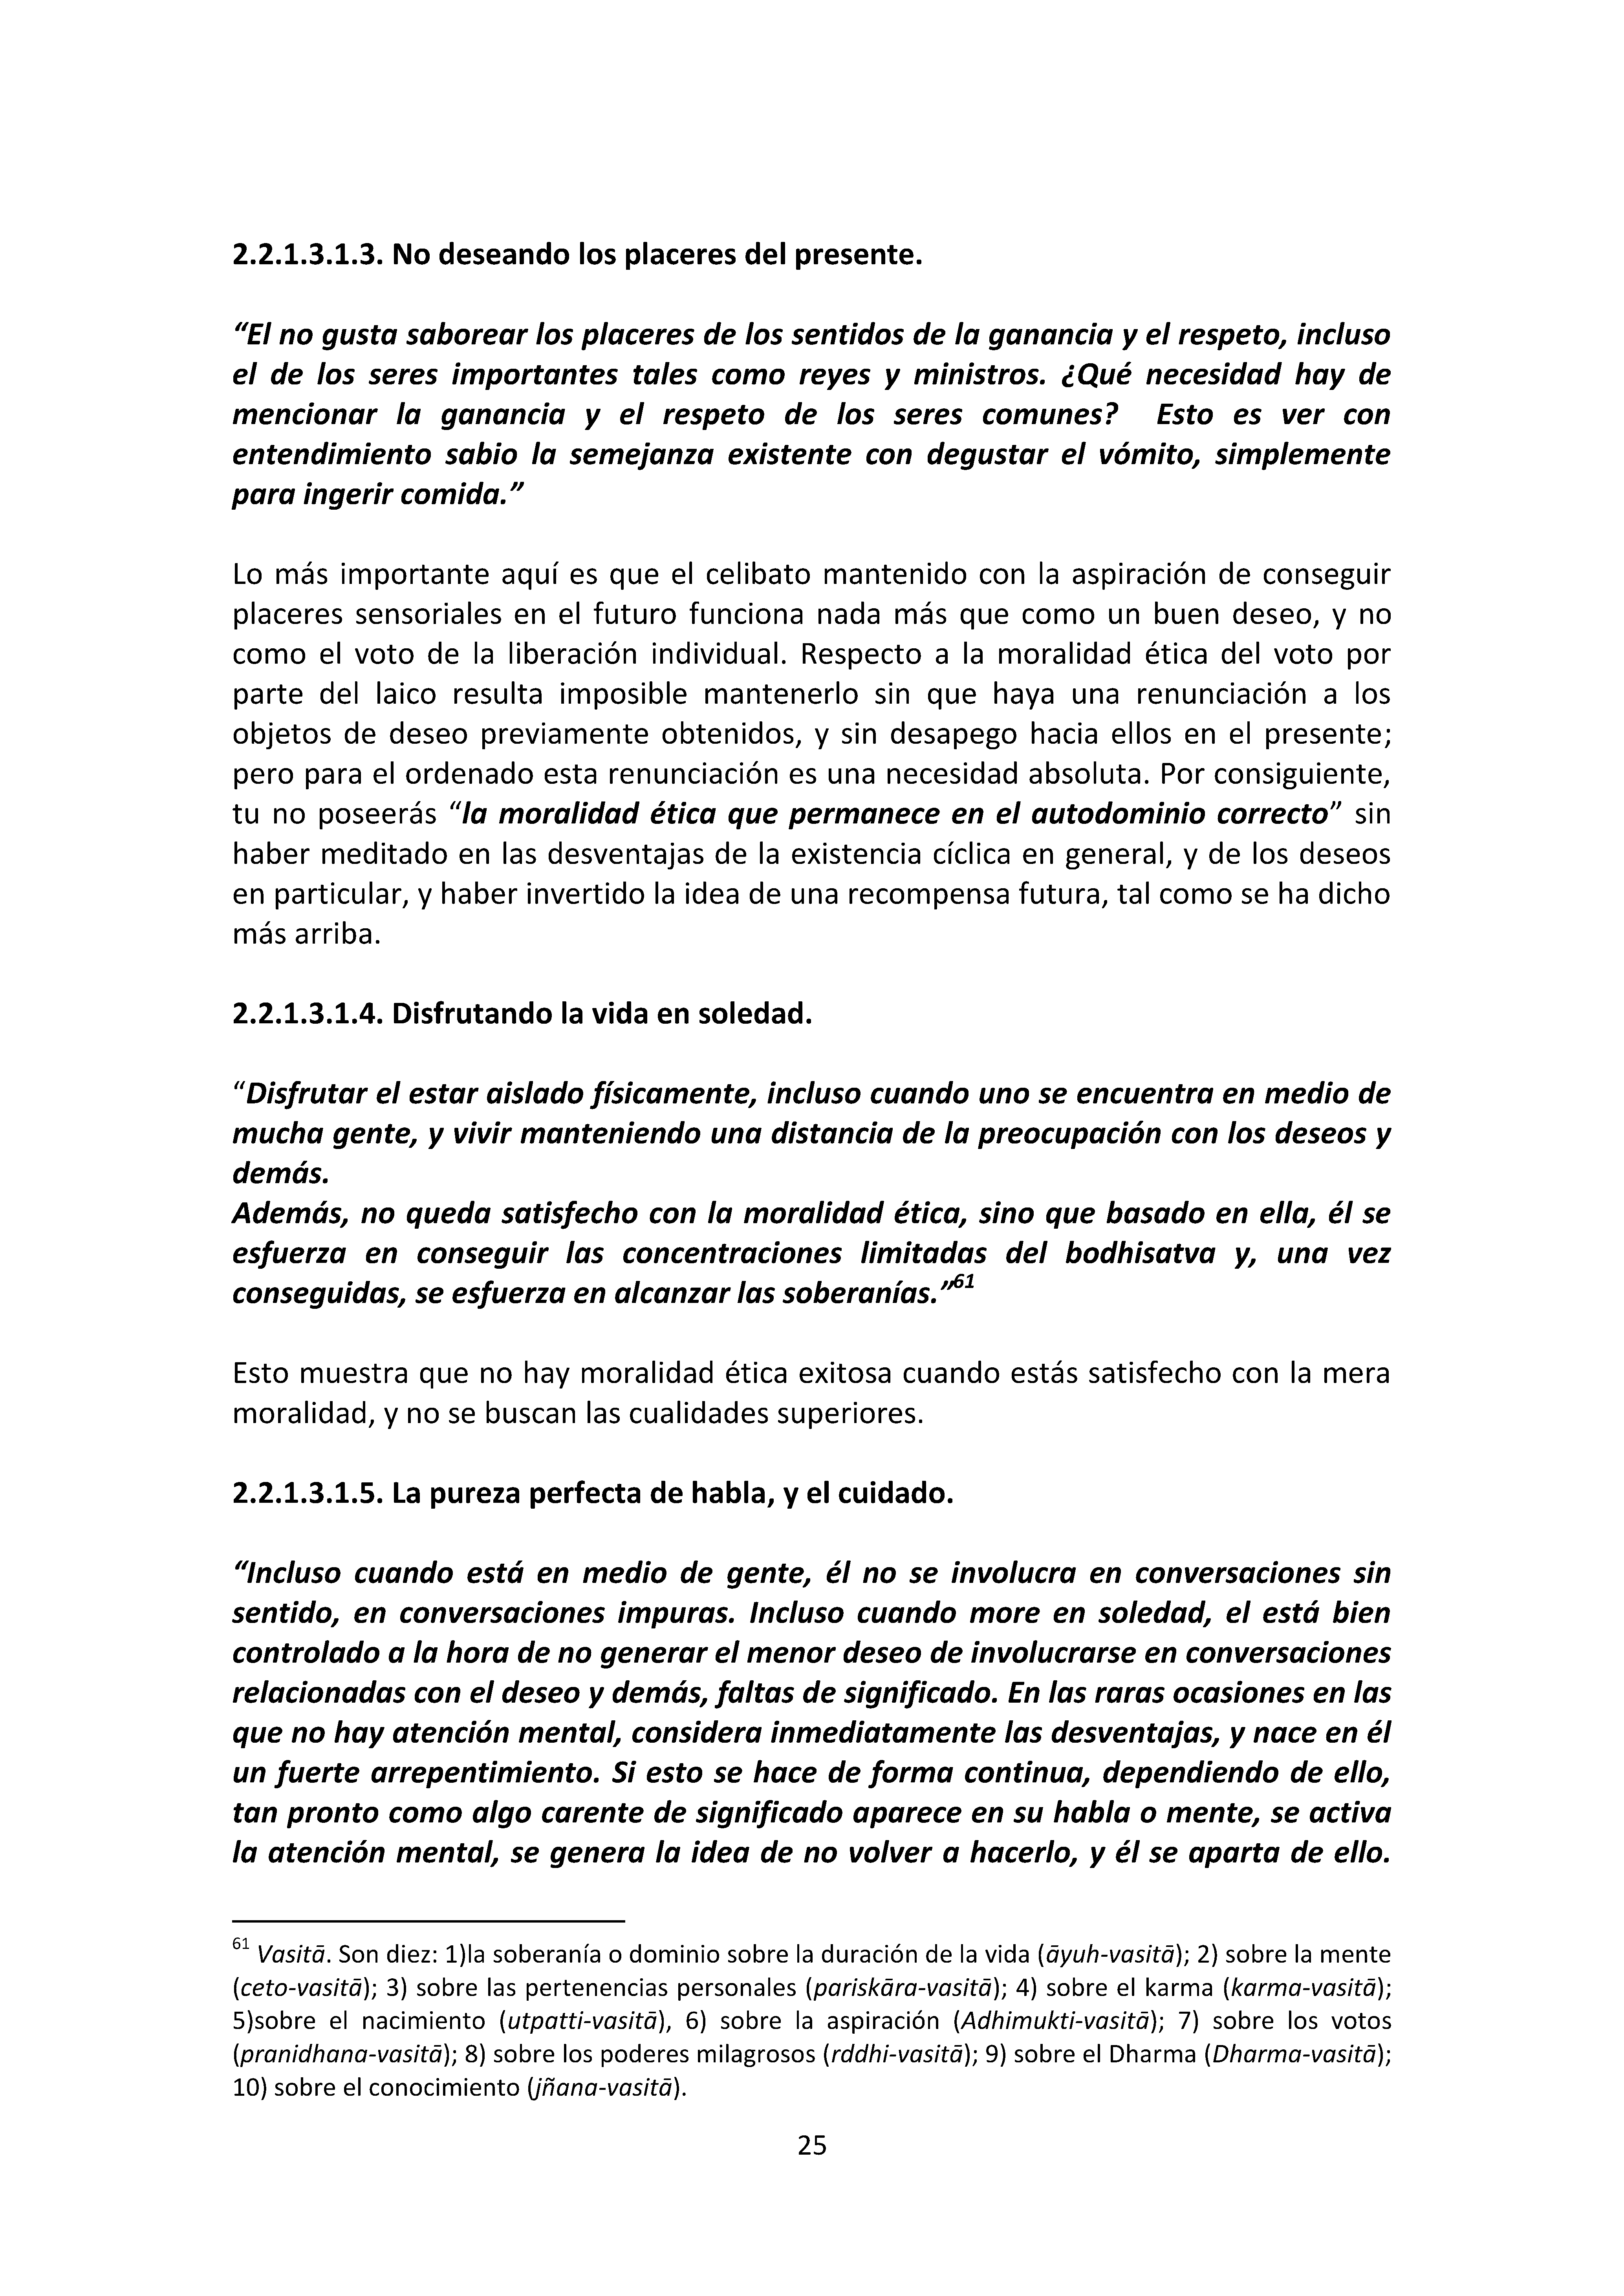 2.2.1.3.1.3. No deseando los placeres del presente.
“El no gusta saborear los placeres de los sentidos de la ganancia y el respeto, incluso
el de los seres importantes tales como reyes y ministros. ¿Qué necesidad hay de
mencionar la ganancia y el respeto de los seres comunes?  Esto es ver con
entendimiento sabio la semejanza existente con degustar el vómito, simplemente
para ingerir comida.”
Lo más importante aquí es que el celibato mantenido con la aspiración de conseguir
placeres sensoriales en el futuro funciona nada más que como un buen deseo, y no
como el voto de la liberación individual. Respecto a la moralidad ética del voto por
parte del laico resulta imposible mantenerlo sin que haya una renunciación a los
objetos de deseo previamente obtenidos, y sin desapego hacia ellos en el presente;
pero para el ordenado esta renunciación es una necesidad absoluta. Por consiguiente,
tu no poseerás “la moralidad ética que permanece en el autodominio correcto” sin
haber meditado en las desventajas de la existencia cíclica en general, y de los deseos
en particular, y haber invertido la idea de una recompensa futura, tal como se ha dicho
más arriba.
2.2.1.3.1.4. Disfrutando la vida en soledad.
“Disfrutar el estar aislado físicamente, incluso cuando uno se encuentra en medio de
mucha gente, y vivir manteniendo una distancia de la preocupación con los deseos y
demás.
Además, no queda satisfecho con la moralidad ética, sino que basado en ella, él se
esfuerza en conseguir las concentraciones limitadas del bodhisatva y, una vez
conseguidas, se esfuerza en alcanzar las soberanías.”61
Esto muestra que no hay moralidad ética exitosa cuando estás satisfecho con la mera
moralidad, y no se buscan las cualidades superiores.
2.2.1.3.1.5. La pureza perfecta de habla, y el cuidado.
“Incluso cuando está en medio de gente, él no se involucra en conversaciones sin
sentido, en conversaciones impuras. Incluso cuando more en soledad, el está bien
controlado a la hora de no generar el menor deseo de involucrarse en conversaciones
relacionadas con el deseo y demás, faltas de significado. En las raras ocasiones en las
que no hay atención mental, considera inmediatamente las desventajas, y nace en él
un fuerte arrepentimiento. Si esto se hace de forma continua, dependiendo de ello,
tan pronto como algo carente de significado aparece en su habla o mente, se activa
la atención mental, se genera la idea de no volver a hacerlo, y él se aparta de ello.
61 Vasitā. Son diez: 1)la soberanía o dominio sobre la duración de la vida (āyuh-vasitā); 2) sobre la mente
(ceto-vasitā); 3) sobre las pertenencias personales (pariskāra-vasitā); 4) sobre el karma (karma-vasitā);
5)sobre el nacimiento (utpatti-vasitā), 6) sobre la aspiración (Adhimukti-vasitā); 7) sobre los votos
(pranidhana-vasitā); 8) sobre los poderes milagrosos (rddhi-vasitā); 9) sobre el Dharma (Dharma-vasitā);
10) sobre el conocimiento (jñana-vasitā).
25